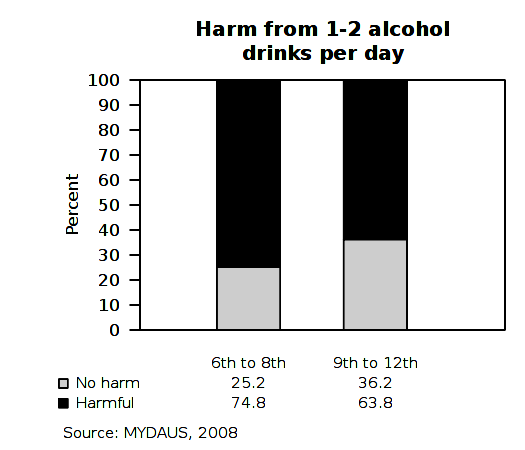 Harm from 1-2 alcohol
drinks per day
Percent
100
90
80
70
60
50
40
30
20
10
0
6th to 8th 9th to 12th
No harm 25.2 36.2
Harmful 74.8 63.8
Source: MYDAUS, 2008